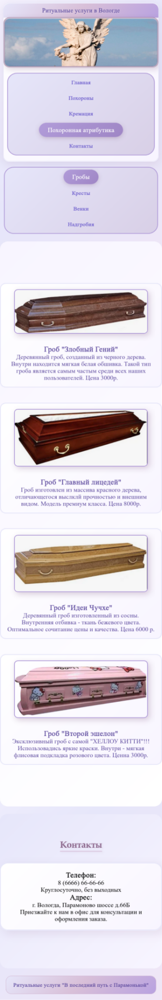 Ритуальные услуги в Вологде
Главная
Похороны
Кремация
Похоронная атрибутика
Контакты
Гробы
Кресты
Венки
Надгробия
Гроб "Злобный Гений"
Деревянный гроб, созданный из черного дерева.
Внутри находится мягкая белая обшивка. Такой тип
гроба является самым частым среди всех наших
пользователей. Цена 3000р.
Гроб "Главный лицедей"
Гроб изготовлен из массива красного дерева,
отличающегося выслклй прочностью и внешним
видом. Модель премиум класса. Цена 8000р.
Гроб "Идеи Чучхе"
Деревянный гроб изготовленный из сосны.
Внутренняя отбивка - ткань бежевого цвета.
Оптимальное сочитание цены и качества. Цена 6000 р.
Гроб "Второй эшелон"
Эксклюзивный гроб с самой "ХЕЛЛОУ КИТТИ"!!!
Использовадись яркие краски. Внутри - мягкая
флисовая подкладка розового цвета. Ценна 3000р.
Контакты
Телефон:
8 (6666) 66-66-66
Круглосуточно, без выходных
Адрес:
г. Вологда, Парамоново шоссе д.66Б
Приезжайте к нам в офис для консультации и
оформления заказа.
Ритуальные услуги "В последний путь с Парамонькой"